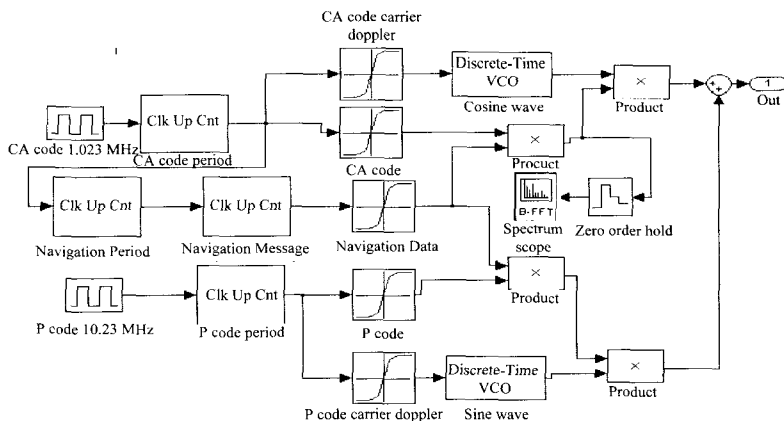 CA code carrier
doppler
Discrete-Time
VCO
Cosine wave
×
Product
+
+
1
Out
CA code 1.023 MHz
Clk Up Cnt
CA code period
CA code
×
Procuct
Clk Up Cnt
Navigation Period
Clk Up Cnt
Navigation Message
Navigation Data
B-FFT
Spectrum
scope
Zero order hold
×
Product
P code 10.23 MHz
Clk Up Cnt
P code period
P code
×
Product
P code carrier doppler
Discrete-Time
VCO
Sine wave